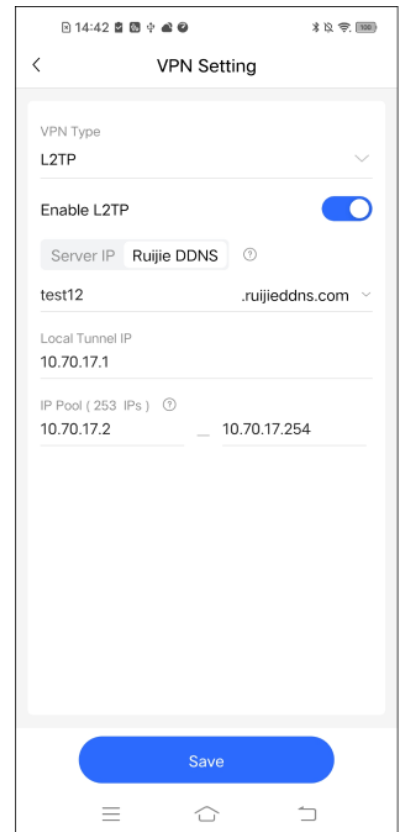 14:42 100
VPN Setting
VPN Type
L2TP
Enable L2TP
Server IP Ruijie DDNS ?
test12 .ruijieddns.com
Local Tunnel IP
10.70.17.1
IP Pool ( 253 IPs ) ?
10.70.17.2 — 10.70.17.254
Save